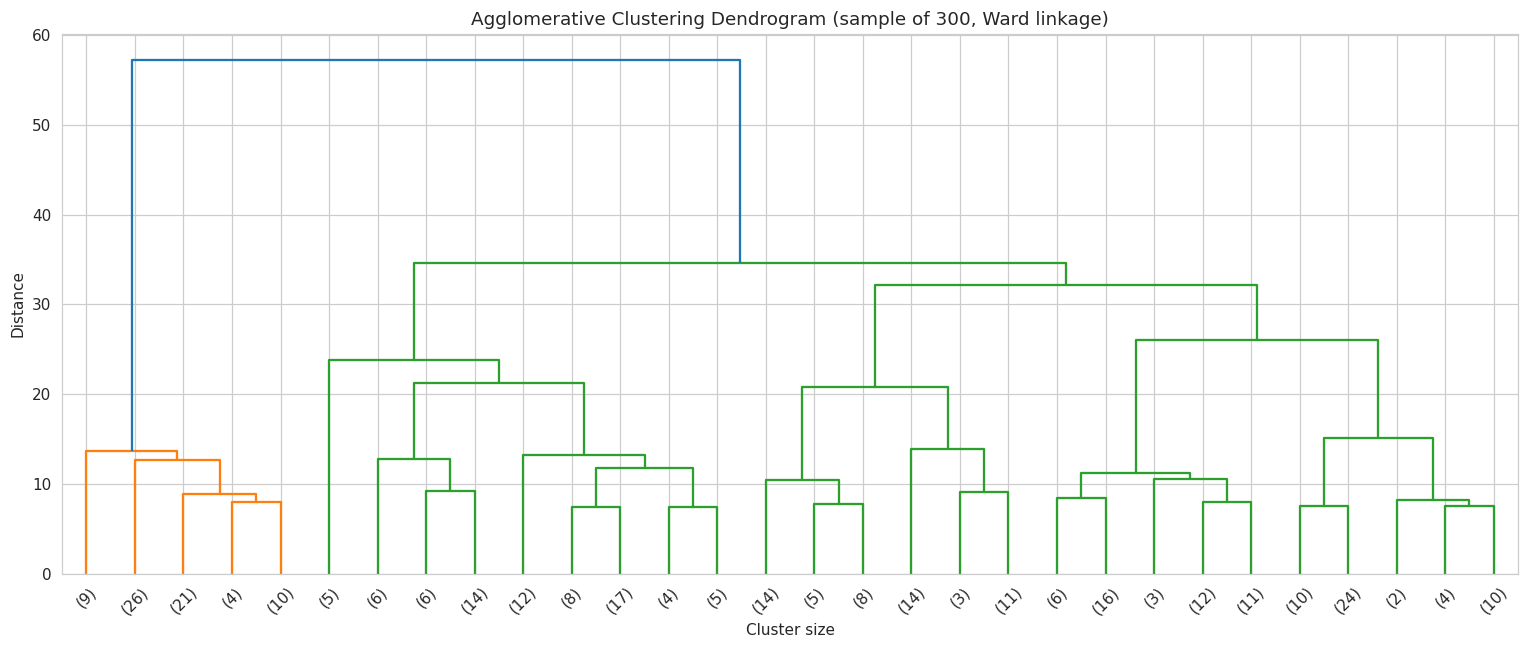 Agglomerative Clustering Dendrogram (sample of 300, Ward linkage)
60
50
40
30
20
10
0
Distance
(9) (26) (21) (4) (10) (5) (6) (6) (14) (12) (8) (17) (4) (5) (14) (5) (8) (14) (3) (11) (6) (16) (3) (12) (11) (10) (24) (2) (4) (10)
Cluster size